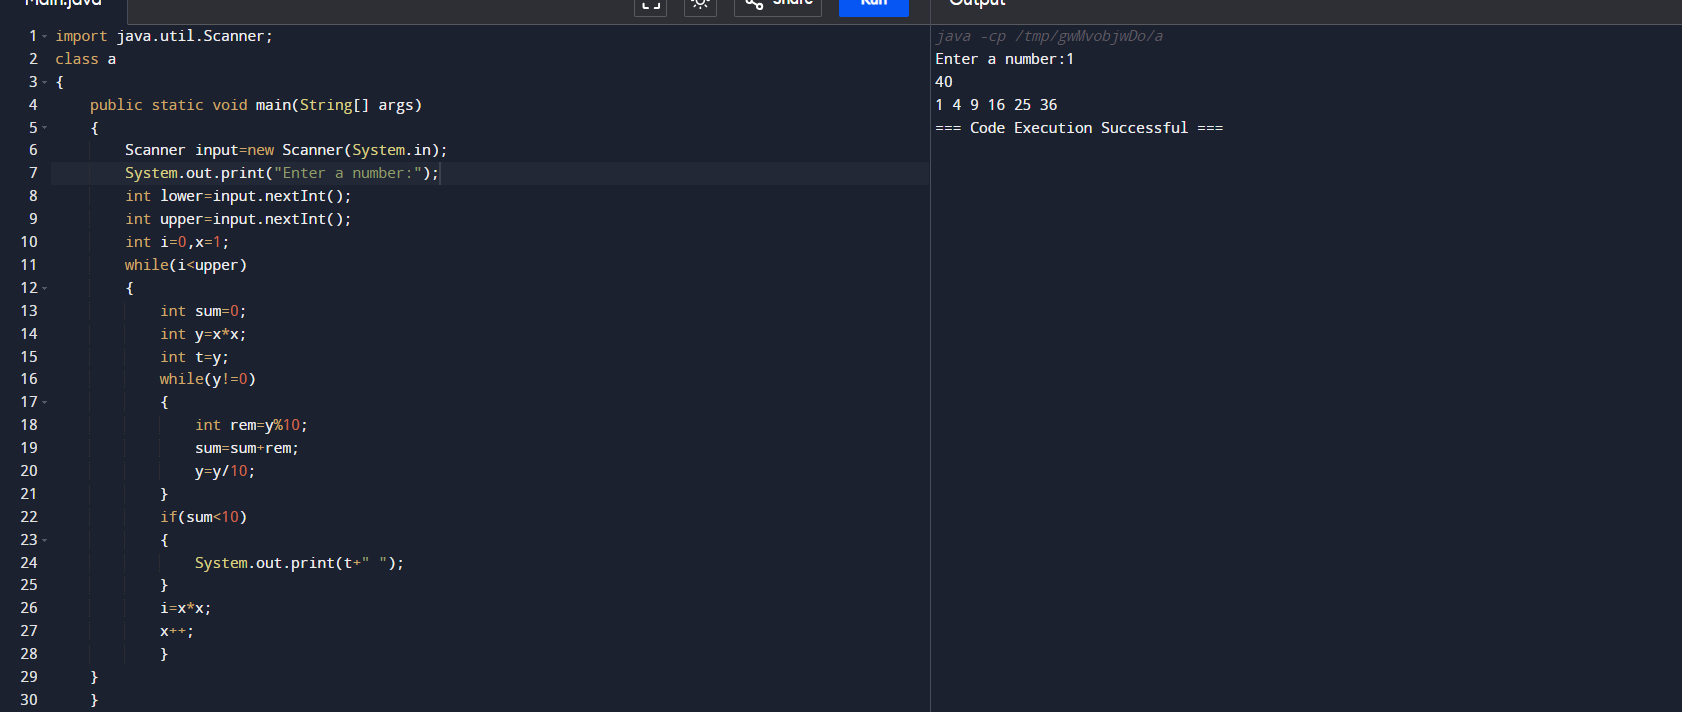 Main.java Share Run Output
1 import java.util.Scanner;
2 class a
3 {
4 public static void main(String[] args)
5 {
6 Scanner input=new Scanner(System.in);
7 System.out.print("Enter a number:");
8 int lower=input.nextInt();
9 int upper=input.nextInt();
10 int i=0,x=1;
11 while(i<upper)
12 {
13 int sum=0;
14 int y=x*x;
15 int t=y;
16 while(y!=0)
17 {
18 int rem=y%10;
19 sum=sum+rem;
20 y=y/10;
21 }
22 if(sum<10)
23 {
24 System.out.print(t+" ");
25 }
26 i=x*x;
27 x++;
28 }
29 }
30 }
java -cp /tmp/gwMvobjwDo/a
Enter a number:1
40
1 4 9 16 25 36
=== Code Execution Successful ===